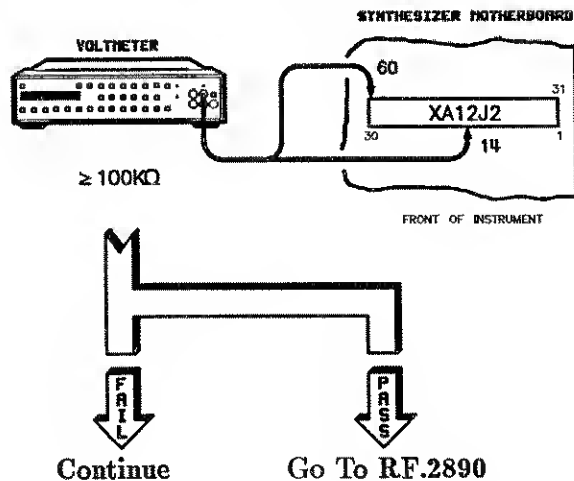 SYNTHESIZER MOTHERBOARD
VOLTMETER
60
31
XA12J2
30
14
1
≥ 100KΩ
FRONT OF INSTRUMENT
FAIL
PASS
Continue
Go To RF.2890